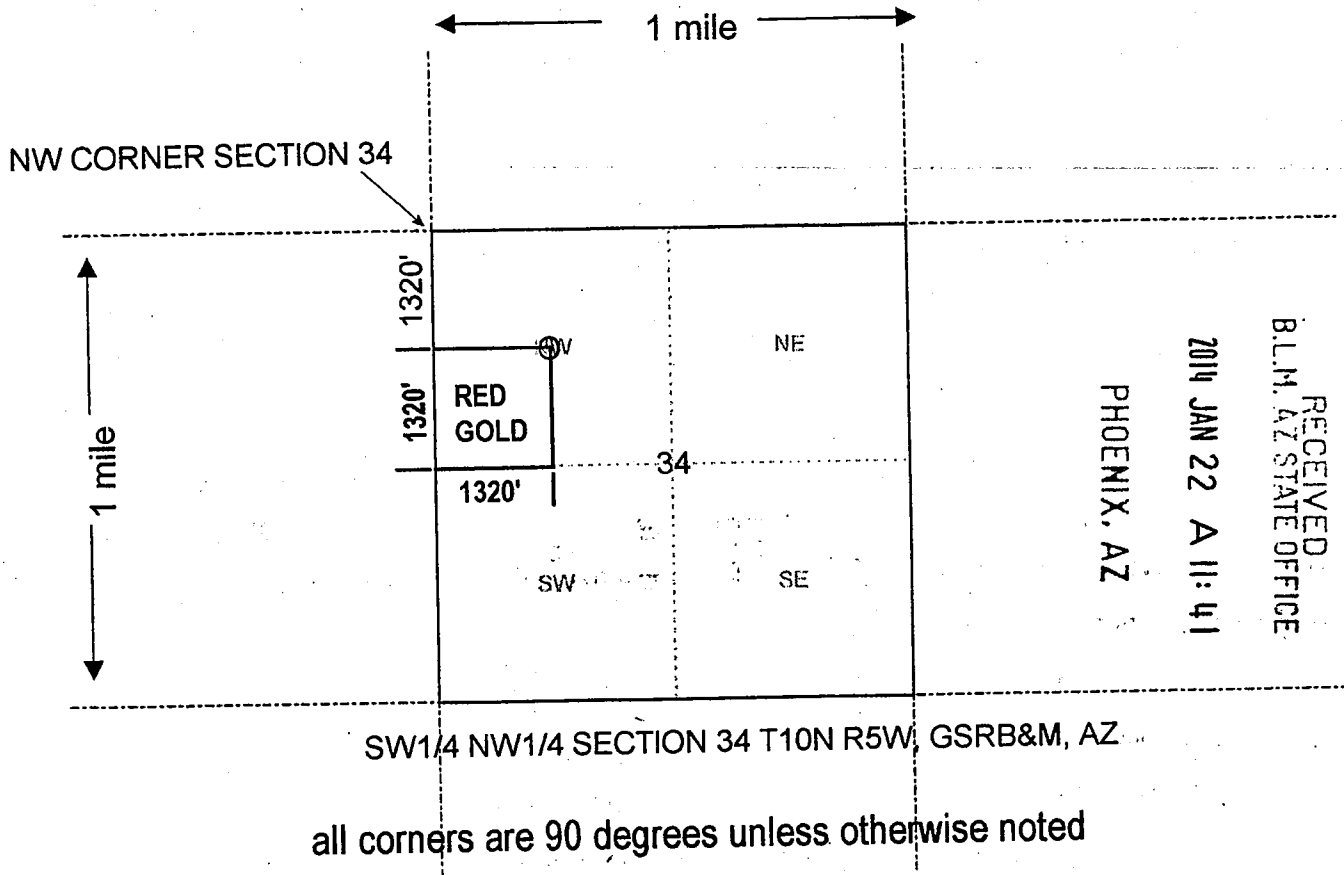 1 mile
NW CORNER SECTION 34
1320'
NE
1320'
RED
GOLD
1 mile
34
1320'
SW
SE
RECEIVED
B.L.M. AZ STATE OFFICE
2014 JAN 22 A 11:41
PHOENIX, AZ
SW1/4 NW1/4 SECTION 34 T10N R5W, GSRB&M, AZ
all corners are 90 degrees unless otherwise noted